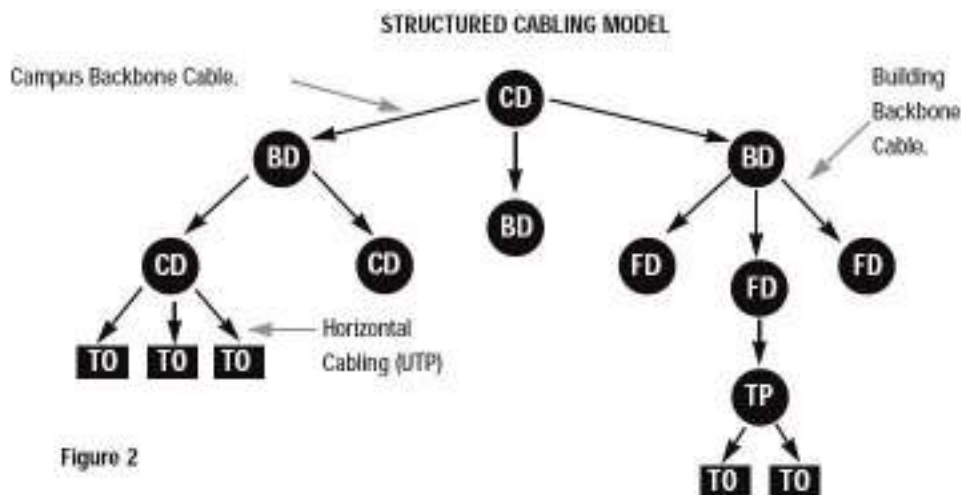 STRUCTURED CABLING MODEL
Campus Backbone Cable.
CD
Building
Backbone
Cable.
BD
BD
BD
CD
CD
FD
FD
FD
TO
TO
TO
Horizontal
Cabling (UTP)
TP
Figure 2
TO
TO